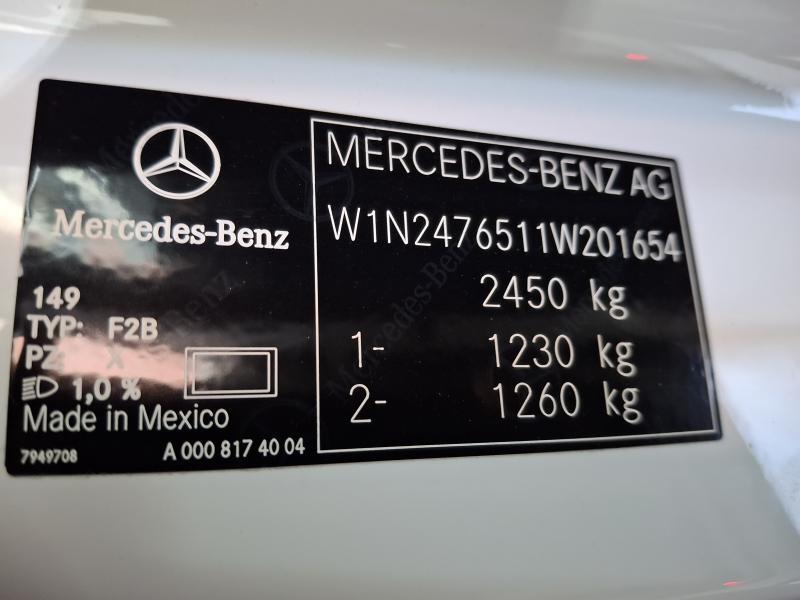 Mercedes-Benz
149
TYP: F2B
PZ: X
1,0 %
Made in Mexico
7949708 A 000 817 40 04
MERCEDES-BENZ AG
W1N2476511W201654
2450 kg
1- 1230 kg
2- 1260 kg